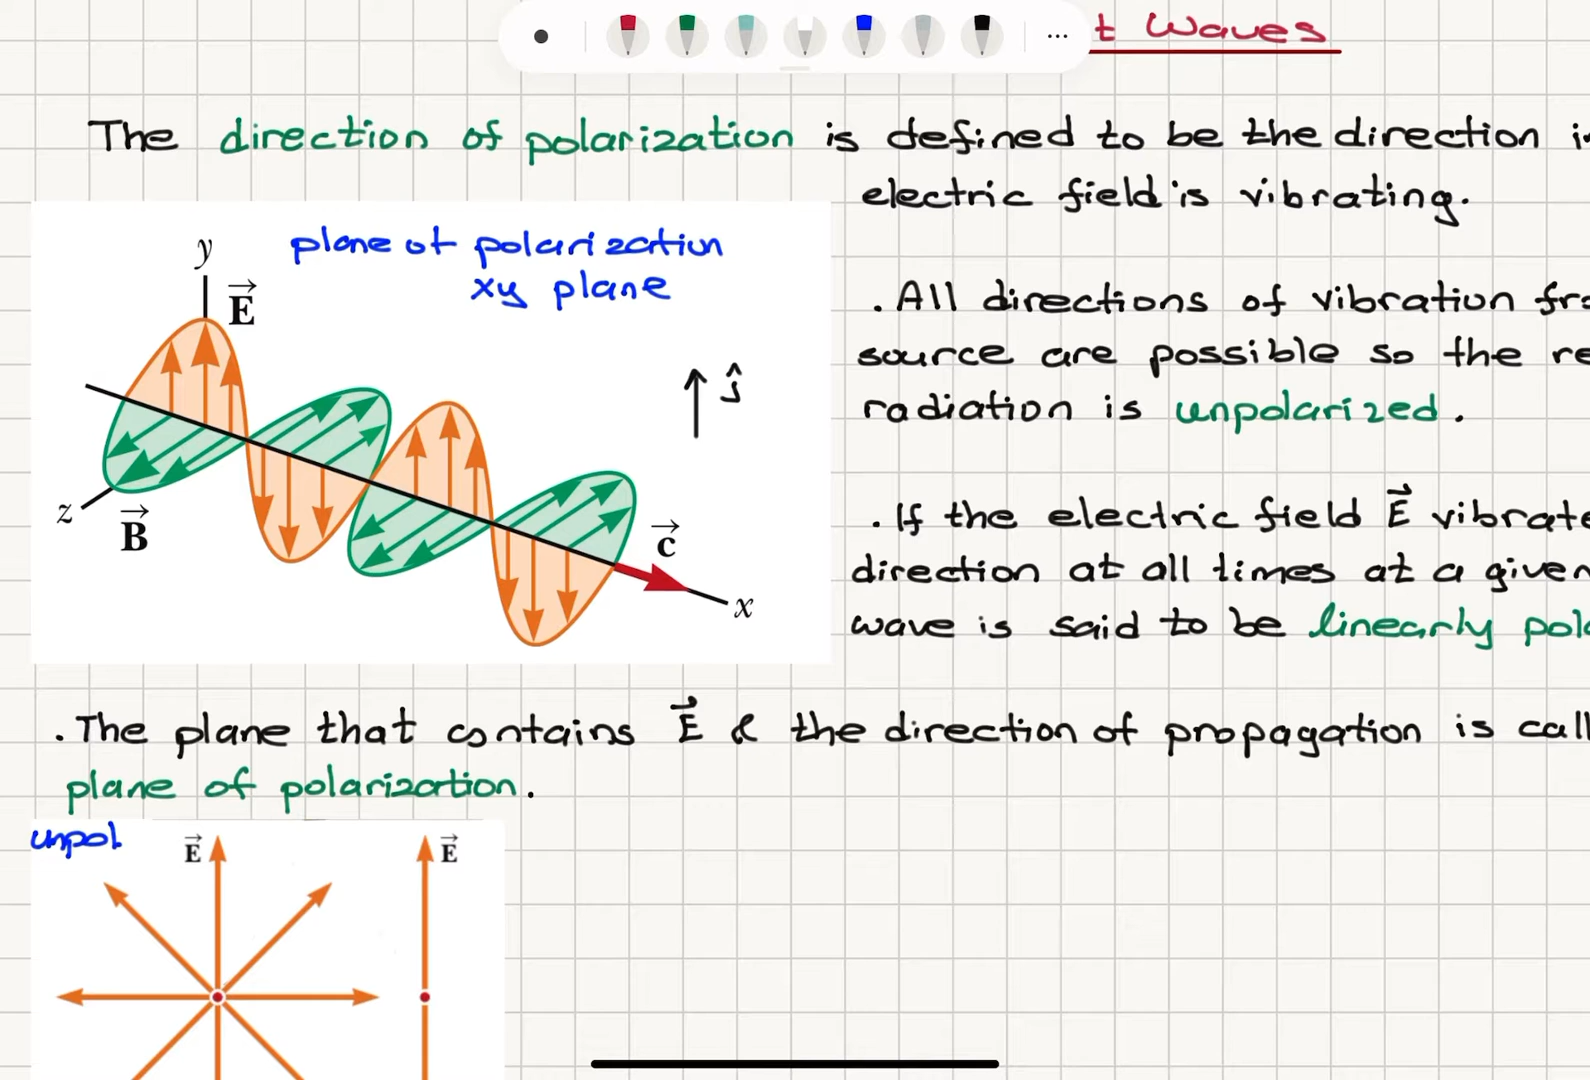 t Waves
The direction of polarization is defined to be the direction i
electric field is vibrating.
y
E
plane of polarization
xy plane
ĵ
z
B
c
x
. All directions of vibration fr
source are possible so the re
radiation is unpolarized.
. If the electric field E vibrate
direction at all times at a given
wave is said to be linearly pol
. The plane that contains E & the direction of propagation is call
plane of polarization.
unpol.
E
E